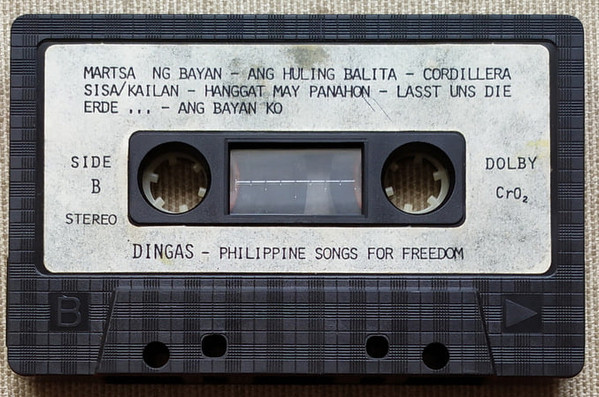 MARTSA NG BAYAN – ANG HULING BALITA – CORDILLERA
SISA/KAILAN – HANGGAT MAY PANAHON – LASST UNS DIE
ERDE ... – ANG BAYAN KO
SIDE
B
STEREO
DOLBY
CrO₂
DINGAS – PHILIPPINE SONGS FOR FREEDOM
B